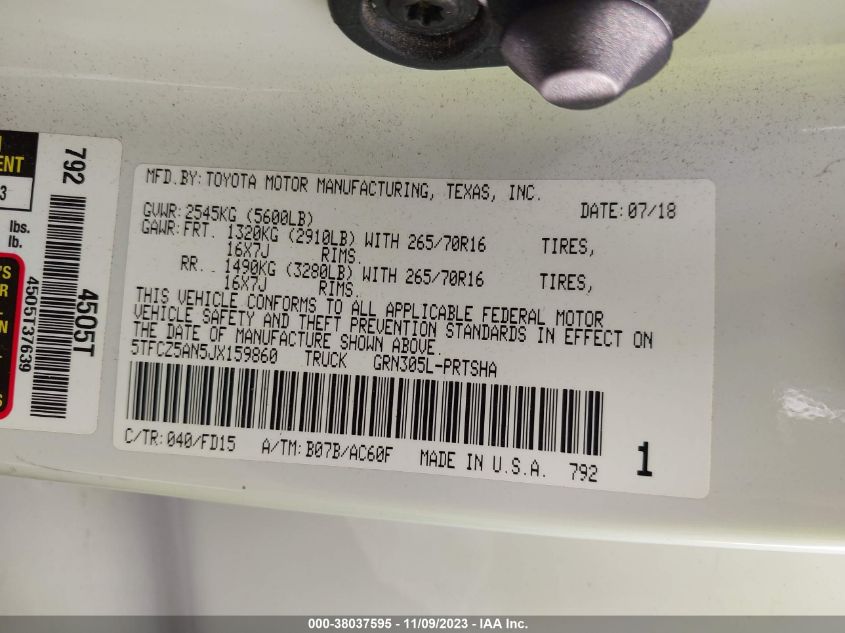 MFD.BY:TOYOTA MOTOR MANUFACTURING, TEXAS, INC.
DATE:07/18
GVWR:2545KG (5600LB)
GAWR:FRT. 1320KG (2910LB) WITH 265/70R16 TIRES,
16X7J RIMS.
RR. 1490KG (3280LB) WITH 265/70R16 TIRES,
16X7J RIMS.
THIS VEHICLE CONFORMS TO ALL APPLICABLE FEDERAL MOTOR
VEHICLE SAFETY AND THEFT PREVENTION STANDARDS IN EFFECT ON
THE DATE OF MANUFACTURE SHOWN ABOVE.
5TFCZ5AN5JX159860 TRUCK GRN305L-PRTSHA
C/TR:040/FD15 A/TM:B07B/AC60F MADE IN U.S.A. 792 1
792
4505T
4505T37639
lbs.
lb.
000-38037595 - 11/09/2023 - IAA Inc.